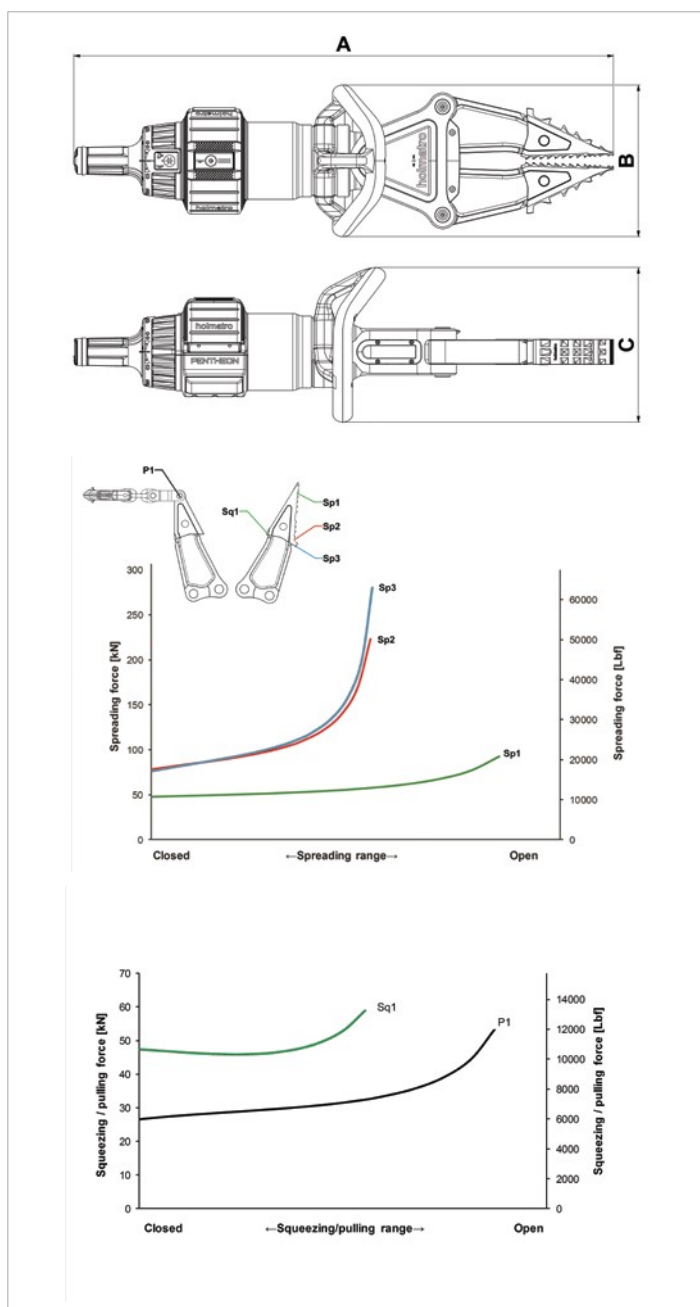 A
holmatro
holmatro
holmatro
B
holmatro
PENTHEON
C
P1
Sp1
Sq1
Sp2
Sp3
300
250
200
150
100
50
0
Spreading force [kN]
Sp3
Sp2
Sp1
60000
50000
40000
30000
20000
10000
0
Spreading force [Lbf]
Closed ←Spreading range→ Open
70
60
50
40
30
20
10
0
Squeezing / pulling force [kN]
Sq1
P1
14000
12000
10000
8000
6000
4000
2000
0
Squeezing / pulling force [Lbf]
Closed ←Squeezing/pulling range→ Open